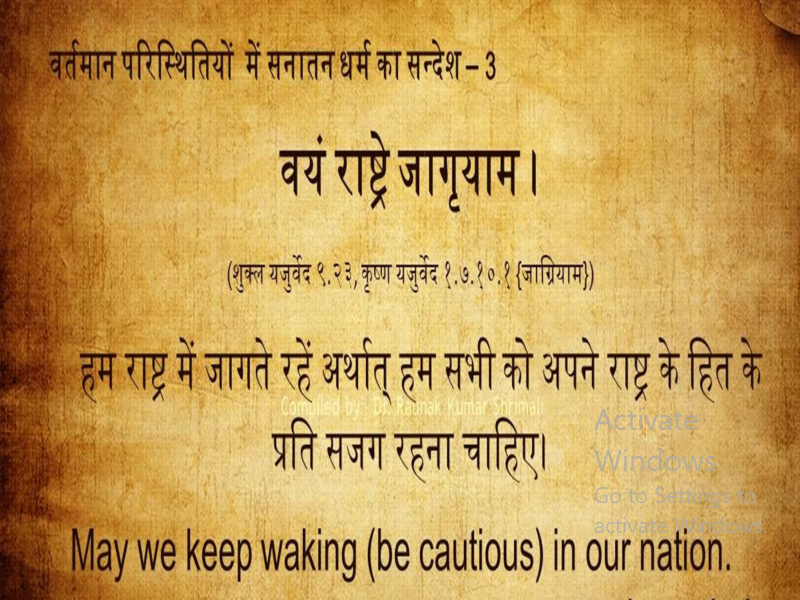 वर्तमान परिस्थितियों में सनातन धर्म का सन्देश – 3
वयं राष्ट्रे जागृयाम ।
(शुक्ल यजुर्वेद ९.२३, कृष्ण यजुर्वेद १.७.१०.१ {जाग्रियाम})
हम राष्ट्र में जागते रहें अर्थात् हम सभी को अपने राष्ट्र के हित के
Compiled by - Dr. Raunak Kumar Shrimali
प्रति सजग रहना चाहिए।
Activate
Windows
Go to Settings to
activate Windows.
May we keep waking (be cautious) in our nation.